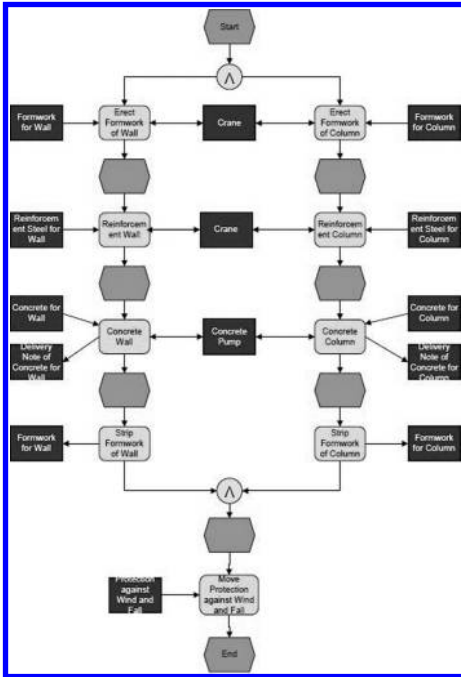 Start
Λ
Formwork
for Wall
Erect
Formwork
of Wall
Crane
Erect
Formwork
of Column
Formwork
for Column
Reinforcem
ent Steel for
Wall
Reinforcem
ent Wall
Crane
Reinforcem
ent Column
Reinforcem
ent Steel for
Column
Concrete for
Wall
Concrete
Wall
Concrete
Pump
Concrete
Column
Concrete for
Column
Delivery
Note of
Concrete for
Wall
Delivery
Note of
Concrete for
Column
Formwork
for Wall
Strip
Formwork
of Wall
Strip
Formwork
of Column
Formwork
for Column
Λ
Protection
against
Wind and
Fall
Move
Protection
against Wind
and Fall
End